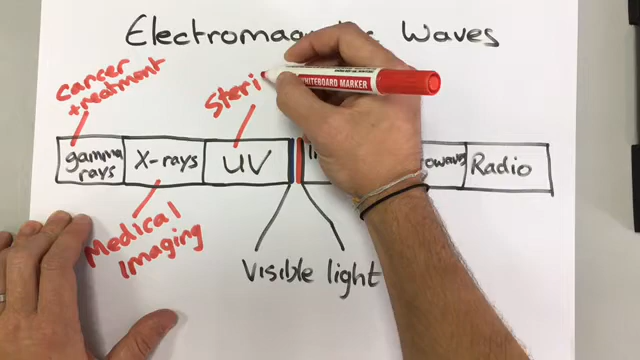 Electromagnetic Waves
cancer
treatment
Steri
gamma
rays
X-rays
UV
Radio
Medical
Imaging
visible light
WHITEBOARD MARKER